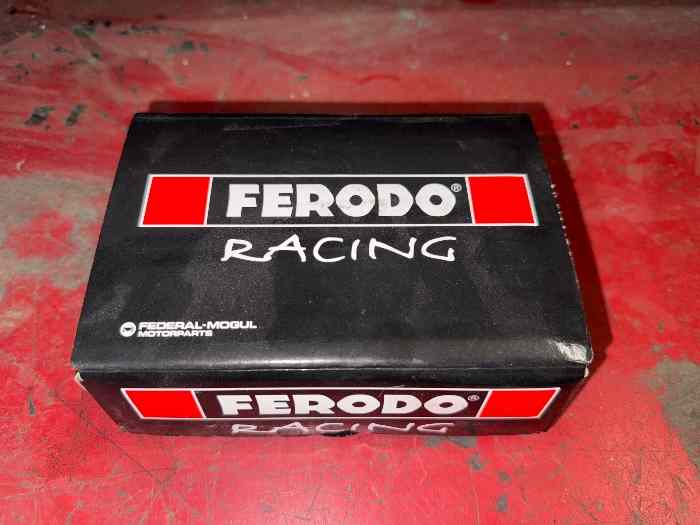 FERODO®
RACING
FEDERAL-MOGUL
MOTORPARTS
FERODO®
RACING